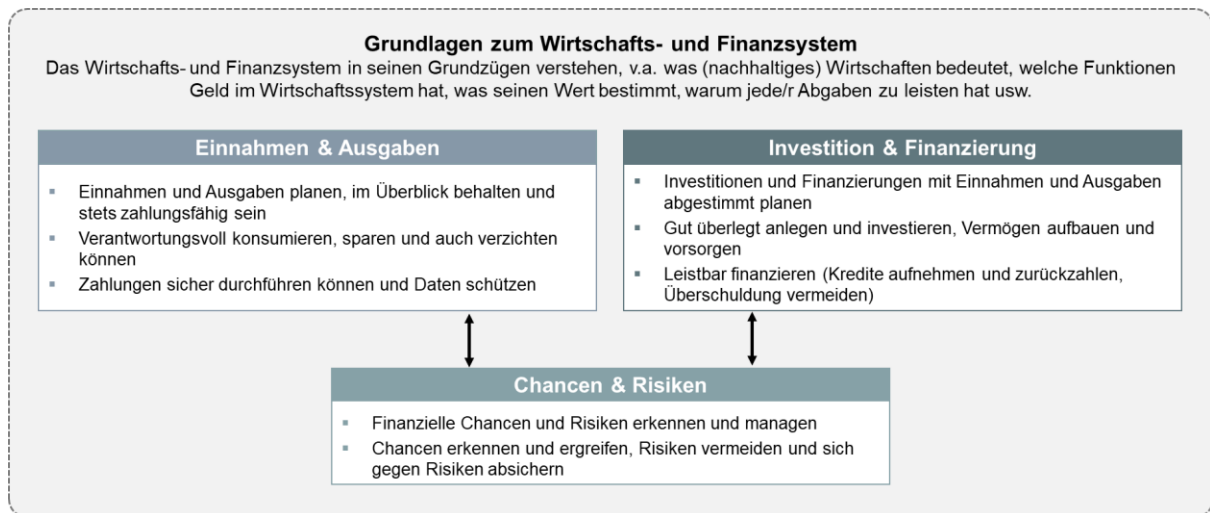 Grundlagen zum Wirtschafts- und Finanzsystem
Das Wirtschafts- und Finanzsystem in seinen Grundzügen verstehen, v.a. was (nachhaltiges) Wirtschaften bedeutet, welche Funktionen
Geld im Wirtschaftssystem hat, was seinen Wert bestimmt, warum jede/r Abgaben zu leisten hat usw.
Einnahmen & Ausgaben
▪ Einnahmen und Ausgaben planen, im Überblick behalten und
stets zahlungsfähig sein
▪ Verantwortungsvoll konsumieren, sparen und auch verzichten
können
▪ Zahlungen sicher durchführen können und Daten schützen
Investition & Finanzierung
▪ Investitionen und Finanzierungen mit Einnahmen und Ausgaben
abgestimmt planen
▪ Gut überlegt anlegen und investieren, Vermögen aufbauen und
vorsorgen
▪ Leistbar finanzieren (Kredite aufnehmen und zurückzahlen,
Überschuldung vermeiden)
Chancen & Risiken
▪ Finanzielle Chancen und Risiken erkennen und managen
▪ Chancen erkennen und ergreifen, Risiken vermeiden und sich
gegen Risiken absichern